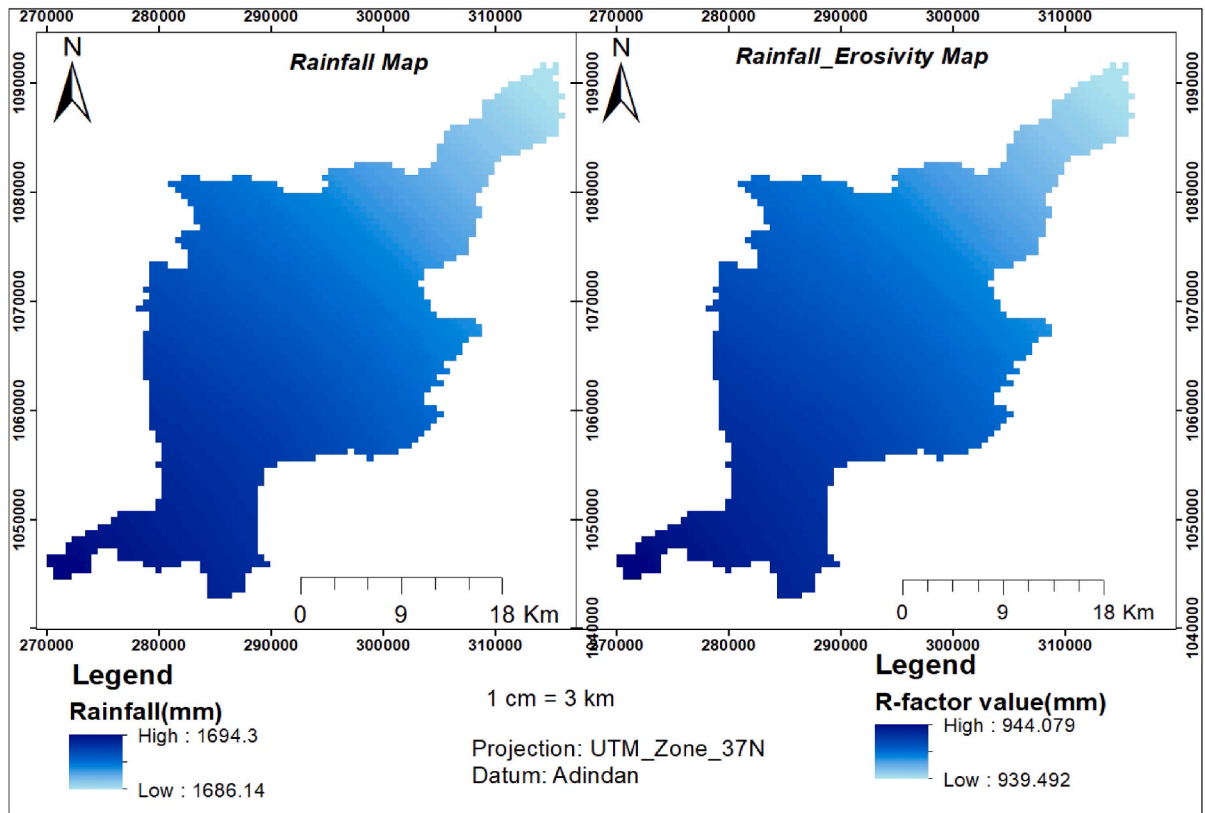 270000 280000 290000 300000 310000
270000 280000 290000 300000 310000
N
Rainfall Map
N
Rainfall_Erosivity Map
1090000
1080000
1070000
1060000
1050000
1090000
1080000
1070000
1060000
1050000
1040000
0 9 18 Km
0 9 18 Km
270000 280000 290000 300000 310000
270000 280000 290000 300000 310000
Legend
Rainfall(mm)
High : 1694.3
Low : 1686.14
1 cm = 3 km
Projection: UTM_Zone_37N
Datum: Adindan
Legend
R-factor value(mm)
High : 944.079
Low : 939.492